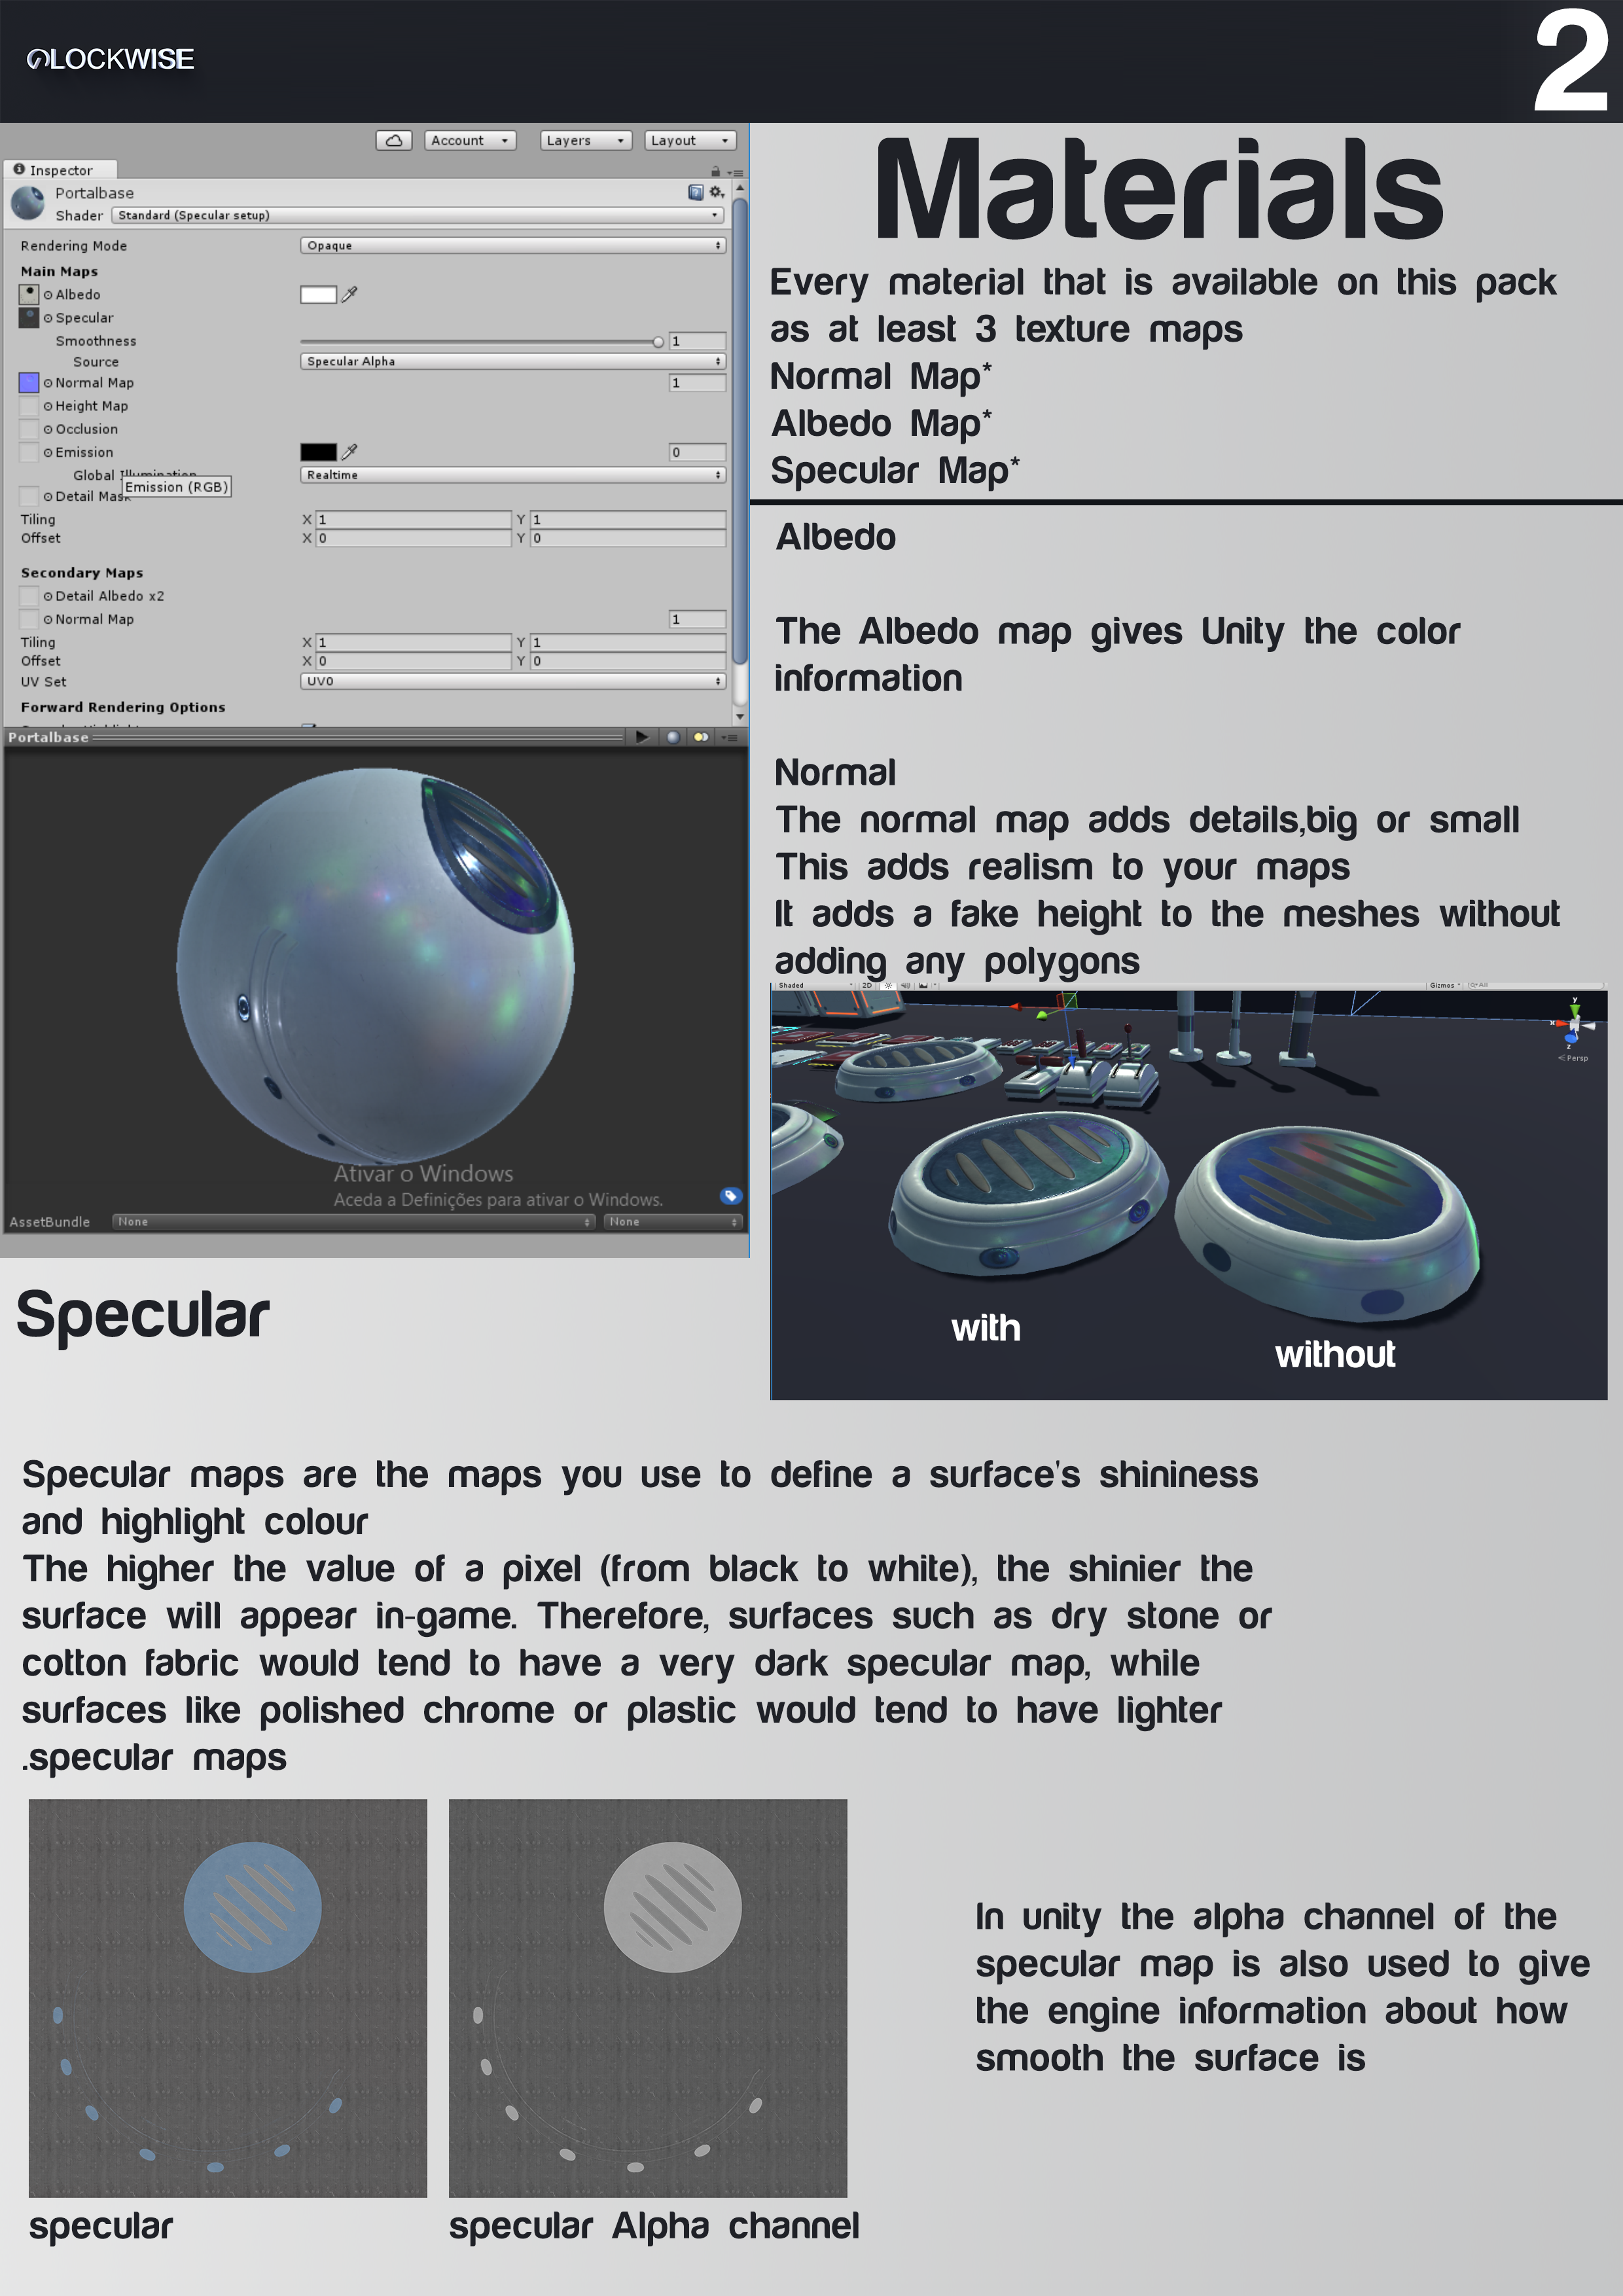 CLOCKWISE
2
Account
Layers
Layout
Inspector
Portalbase
Shader Standard (Specular setup)
Rendering Mode Opaque
Main Maps
Albedo
Specular
Smoothness 1
Source Specular Alpha
Normal Map 1
Height Map
Occlusion
Emission 0
Global Illumination Realtime
Emission (RGB)
Detail Mask
Tiling X 1 Y 1
Offset X 0 Y 0
Secondary Maps
Detail Albedo x2
Normal Map 1
Tiling X 1 Y 1
Offset X 0 Y 0
UV Set UV0
Forward Rendering Options
Portalbase
Ativar o Windows
Aceda a Definições para ativar o Windows.
AssetBundle None None
Materials
Every material that is available on this pack
as at least 3 texture maps
Normal Map*
Albedo Map*
Specular Map*
Albedo
The Albedo map gives Unity the color
information
Normal
The normal map adds details,big or small
This adds realism to your maps
It adds a fake height to the meshes without
adding any polygons
Shaded 2D Gizmos All
y
x
z
Persp
with
without
Specular
Specular maps are the maps you use to define a surface's shininess
and highlight colour
The higher the value of a pixel (from black to white), the shinier the
surface will appear in-game. Therefore, surfaces such as dry stone or
cotton fabric would tend to have a very dark specular map, while
surfaces like polished chrome or plastic would tend to have lighter
.specular maps
In unity the alpha channel of the
specular map is also used to give
the engine information about how
smooth the surface is
specular
specular Alpha channel